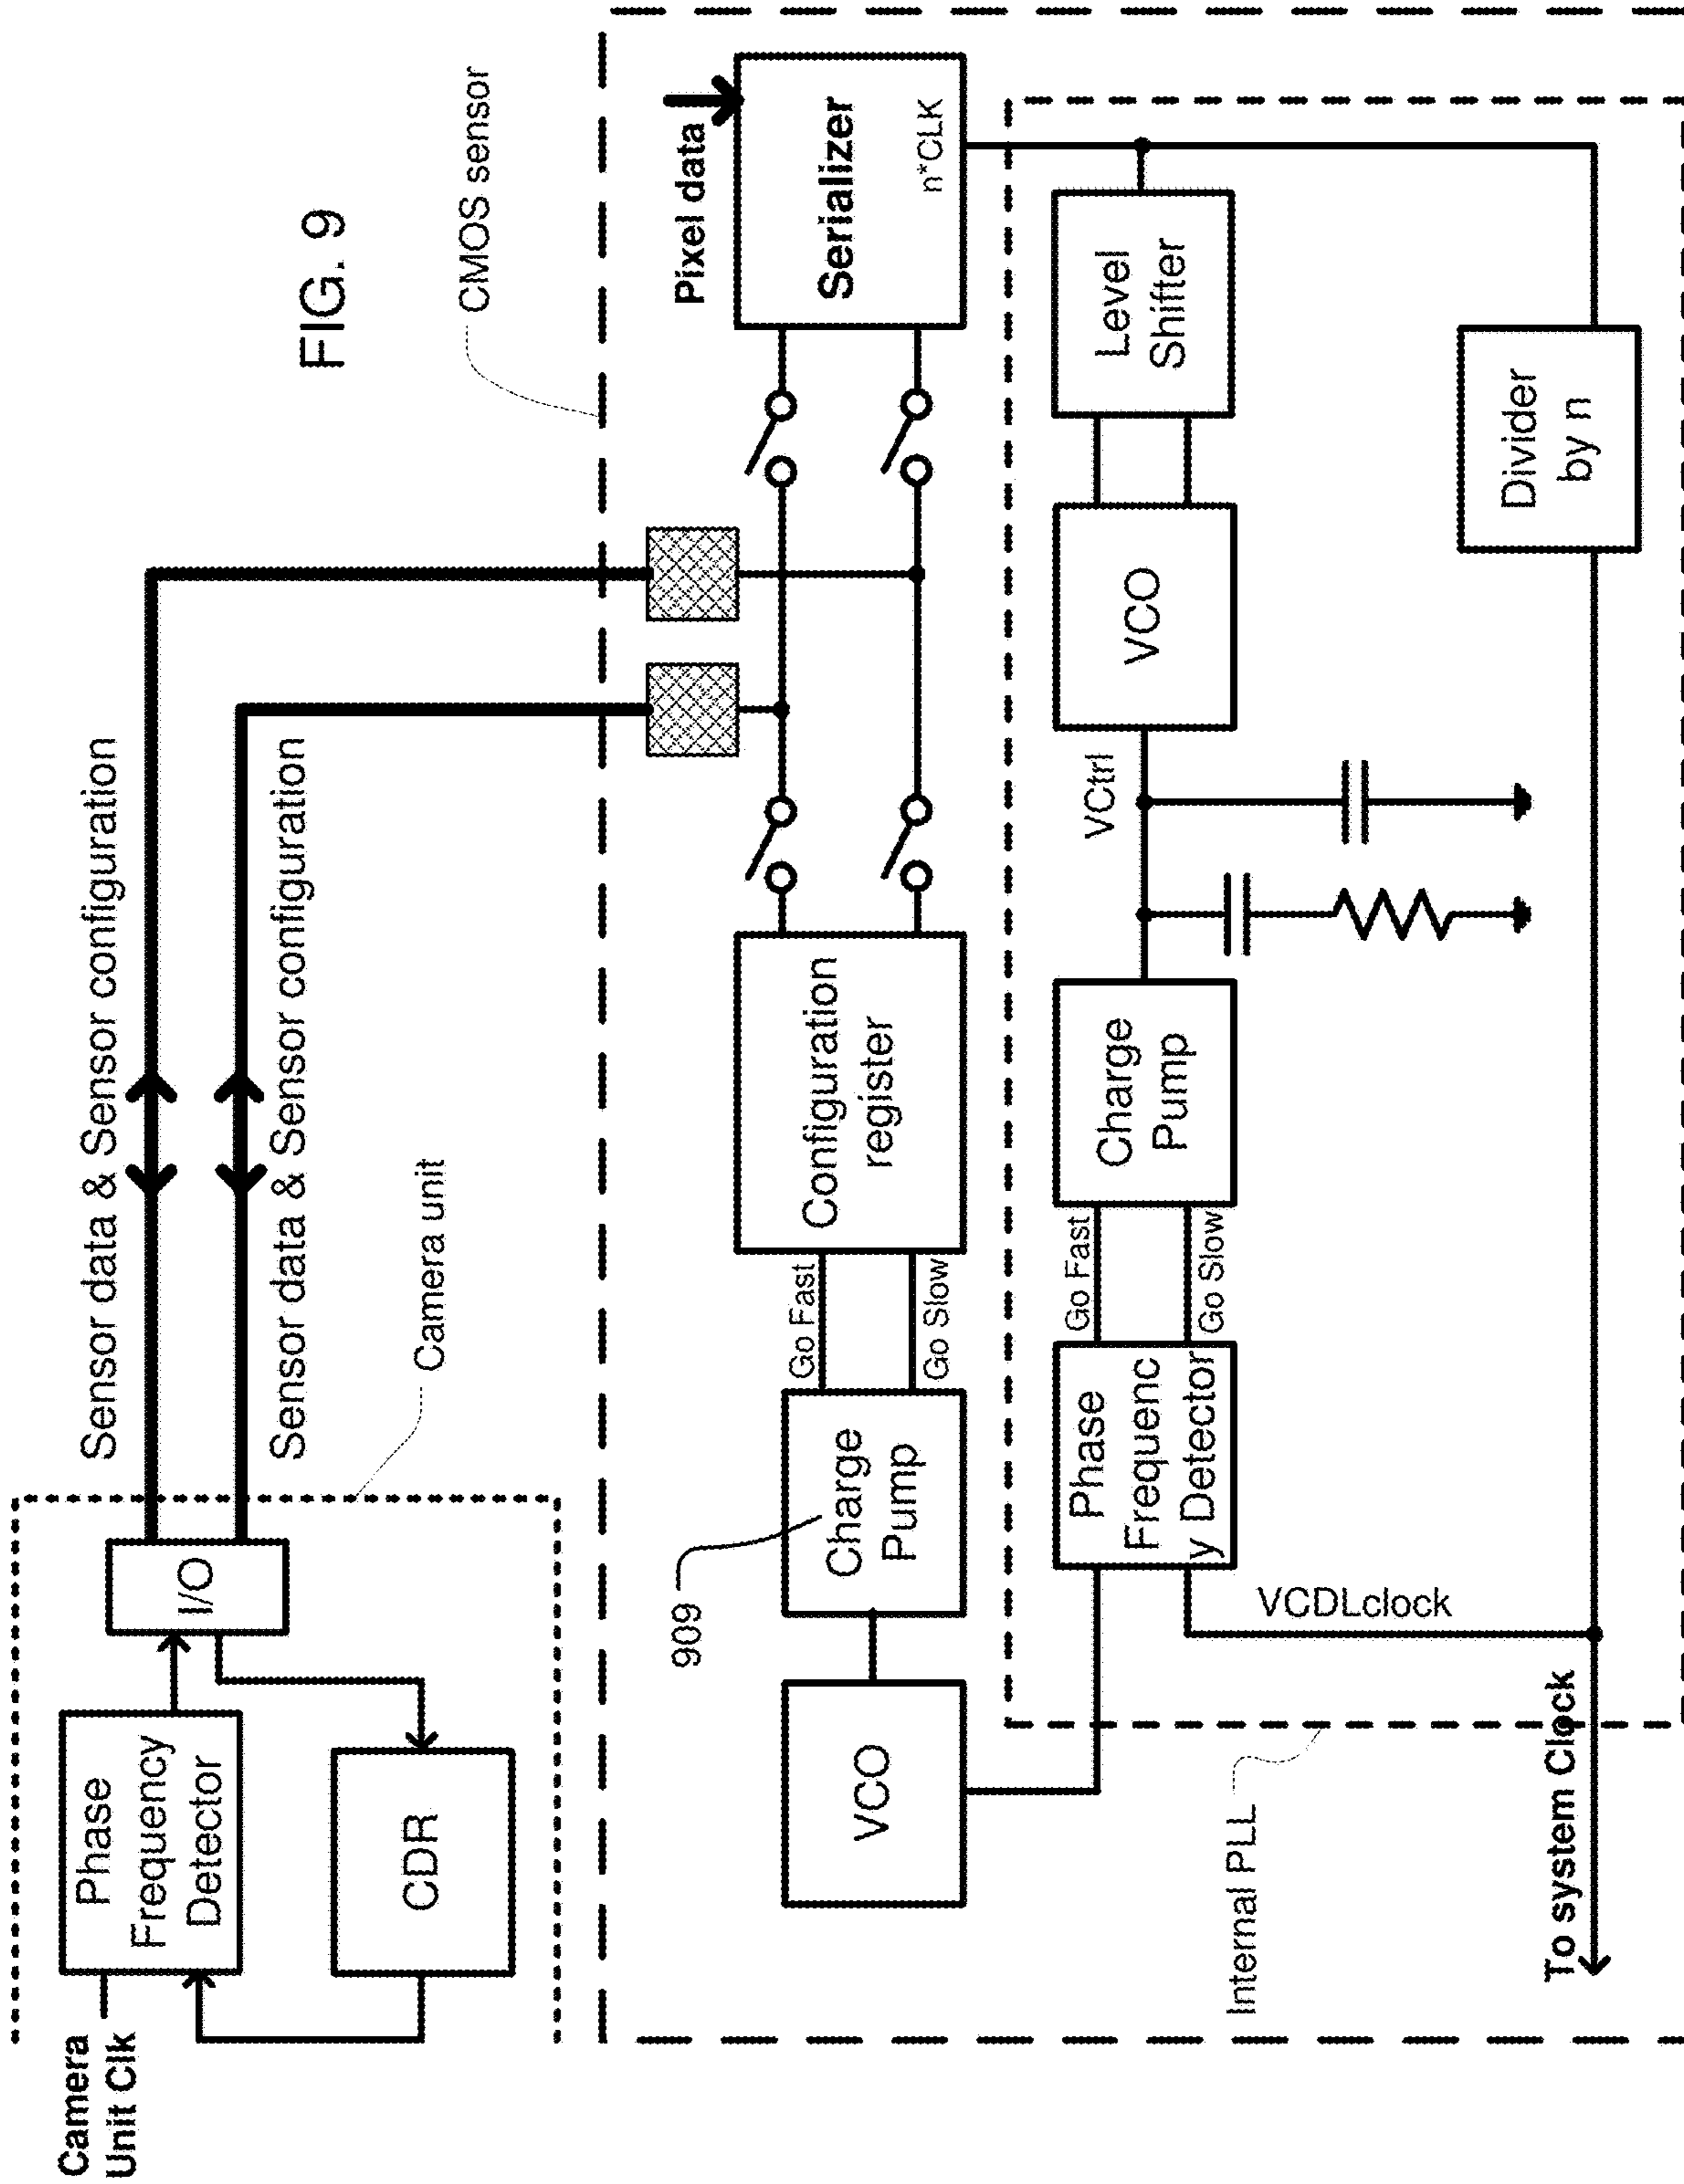 FIG. 9
Sensor data & Sensor configuration
Sensor data & Sensor configuration
Camera unit
CMOS sensor
Camera
Unit Clk
Phase
Frequency
Detector
I/O
CDR
909
VCO
Charge
Pump
Go Fast
Go Slow
Configuration
register
Pixel data
Serializer
n*CLK
Internal PLL
Phase
Frequenc
y Detector
Go Fast
Go Slow
Charge
Pump
VCtrl
VCO
Level
Shifter
VCDLclock
Divider
by n
To system Clock